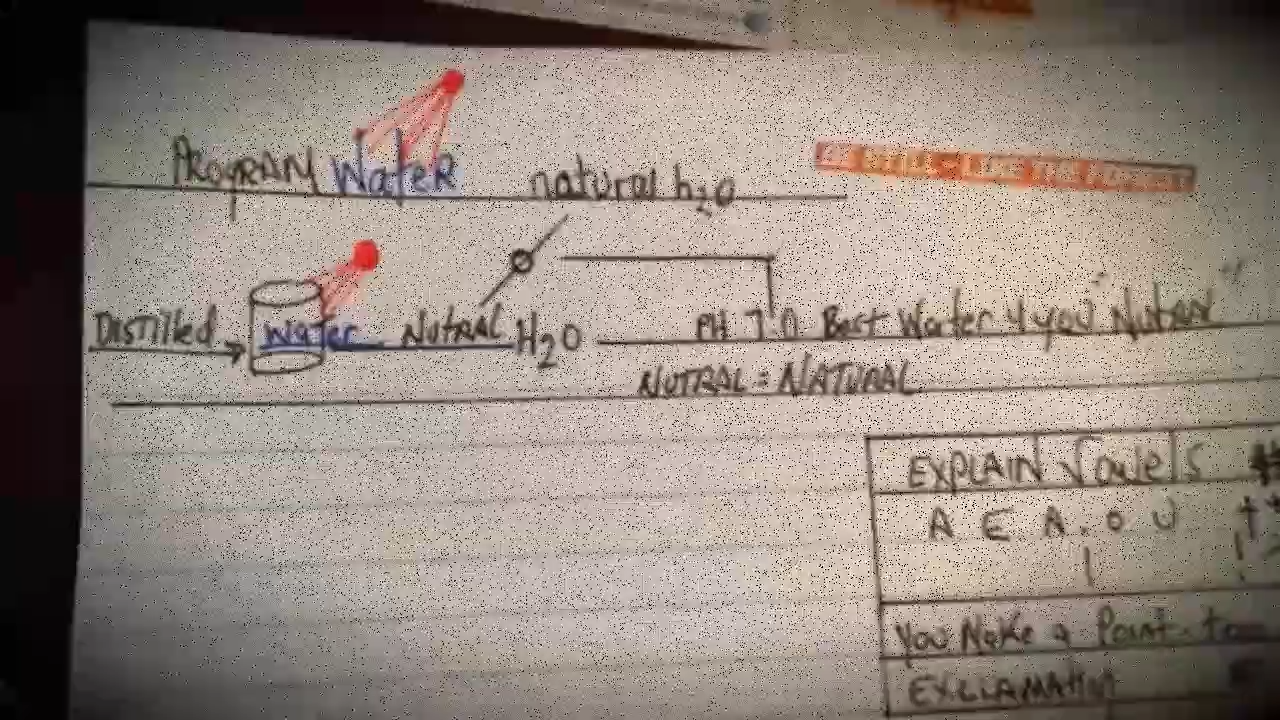 PROGRAM WateR
natural h2O
Distilled Water NUTRAL H2O PH 7.0 Best Water 4 you
NUTRAL = NATURAL
EXPLAIN Vowels
A E A. O U
I
You Make a Point to
EXCLAMATION